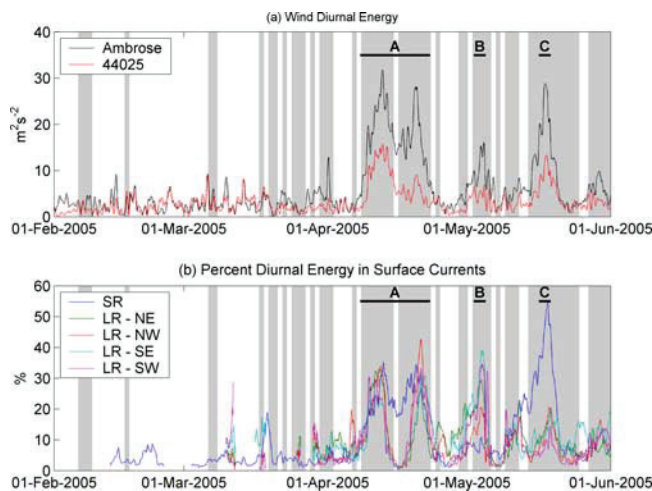 (a) Wind Diurnal Energy
Ambrose
44025
A
B
C
40
30
20
10
0
m²s⁻²
01-Feb-2005 01-Mar-2005 01-Apr-2005 01-May-2005 01-Jun-2005
(b) Percent Diurnal Energy in Surface Currents
SR
LR - NE
LR - NW
LR - SE
LR - SW
A
B
C
60
50
40
30
20
10
0
%
01-Feb-2005 01-Mar-2005 01-Apr-2005 01-May-2005 01-Jun-2005